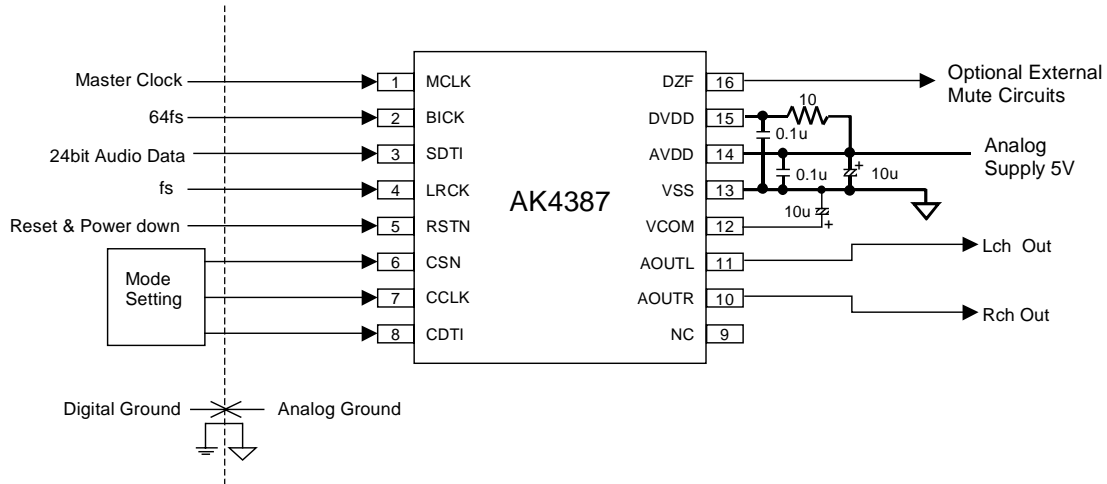 Master Clock
64fs
24bit Audio Data
fs
Reset & Power down
Mode
Setting
1
2
3
4
5
6
7
8
MCLK
BICK
SDTI
LRCK
RSTN
CSN
CCLK
CDTI
AK4387
DZF
DVDD
AVDD
VSS
VCOM
AOUTL
AOUTR
NC
16
15
14
13
12
11
10
9
10
0.1u
0.1u
+
10u
10u
+
Optional External
Mute Circuits
Analog
Supply 5V
Lch Out
Rch Out
Digital Ground
Analog Ground